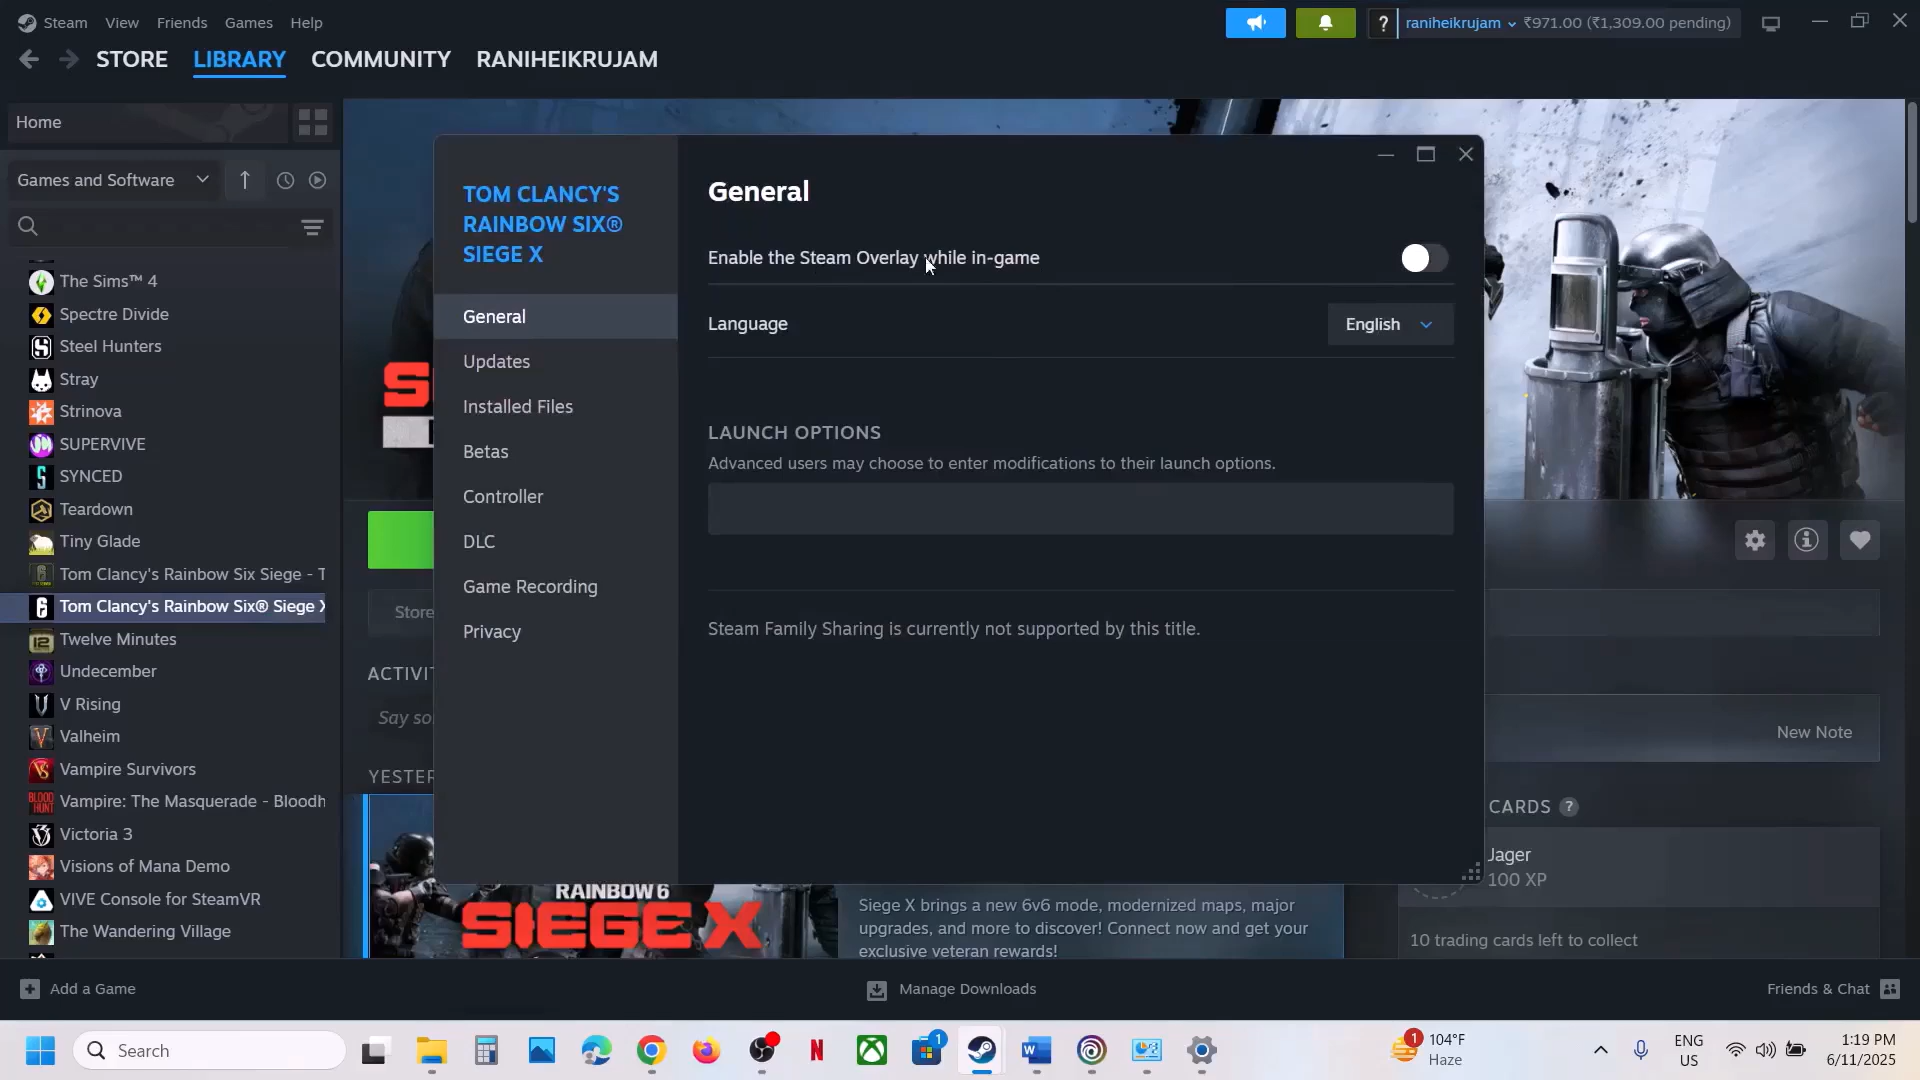 Steam View Friends Games Help
? raniheikrujam ₹971.00 (₹1,309.00 pending)
STORE LIBRARY COMMUNITY RANIHEIKRUJAM
Home
Games and Software
The Sims™ 4
Spectre Divide
Steel Hunters
Stray
Strinova
SUPERVIVE
SYNCED
Teardown
Tiny Glade
Tom Clancy's Rainbow Six Siege - T
Tom Clancy's Rainbow Six® Siege X
Twelve Minutes
Undecember
V Rising
Valheim
Vampire Survivors
Vampire: The Masquerade - Bloodh
Victoria 3
Visions of Mana Demo
VIVE Console for SteamVR
The Wandering Village
TOM CLANCY'S
RAINBOW SIX®
SIEGE X
General
Updates
Installed Files
Betas
Controller
DLC
Game Recording
Privacy
General
Enable the Steam Overlay while in-game
Language English
LAUNCH OPTIONS
Advanced users may choose to enter modifications to their launch options.
Steam Family Sharing is currently not supported by this title.
Store
ACTIVI
Say so
YESTER
RAINBOW 6
SIEGE X
Siege X brings a new 6v6 mode, modernized maps, major
upgrades, and more to discover! Connect now and get your
exclusive veteran rewards!
New Note
CARDS ?
Jager
100 XP
10 trading cards left to collect
Add a Game
Manage Downloads
Friends & Chat
Search
1
1
104°F
Haze
ENG
US
1:19 PM
6/11/2025